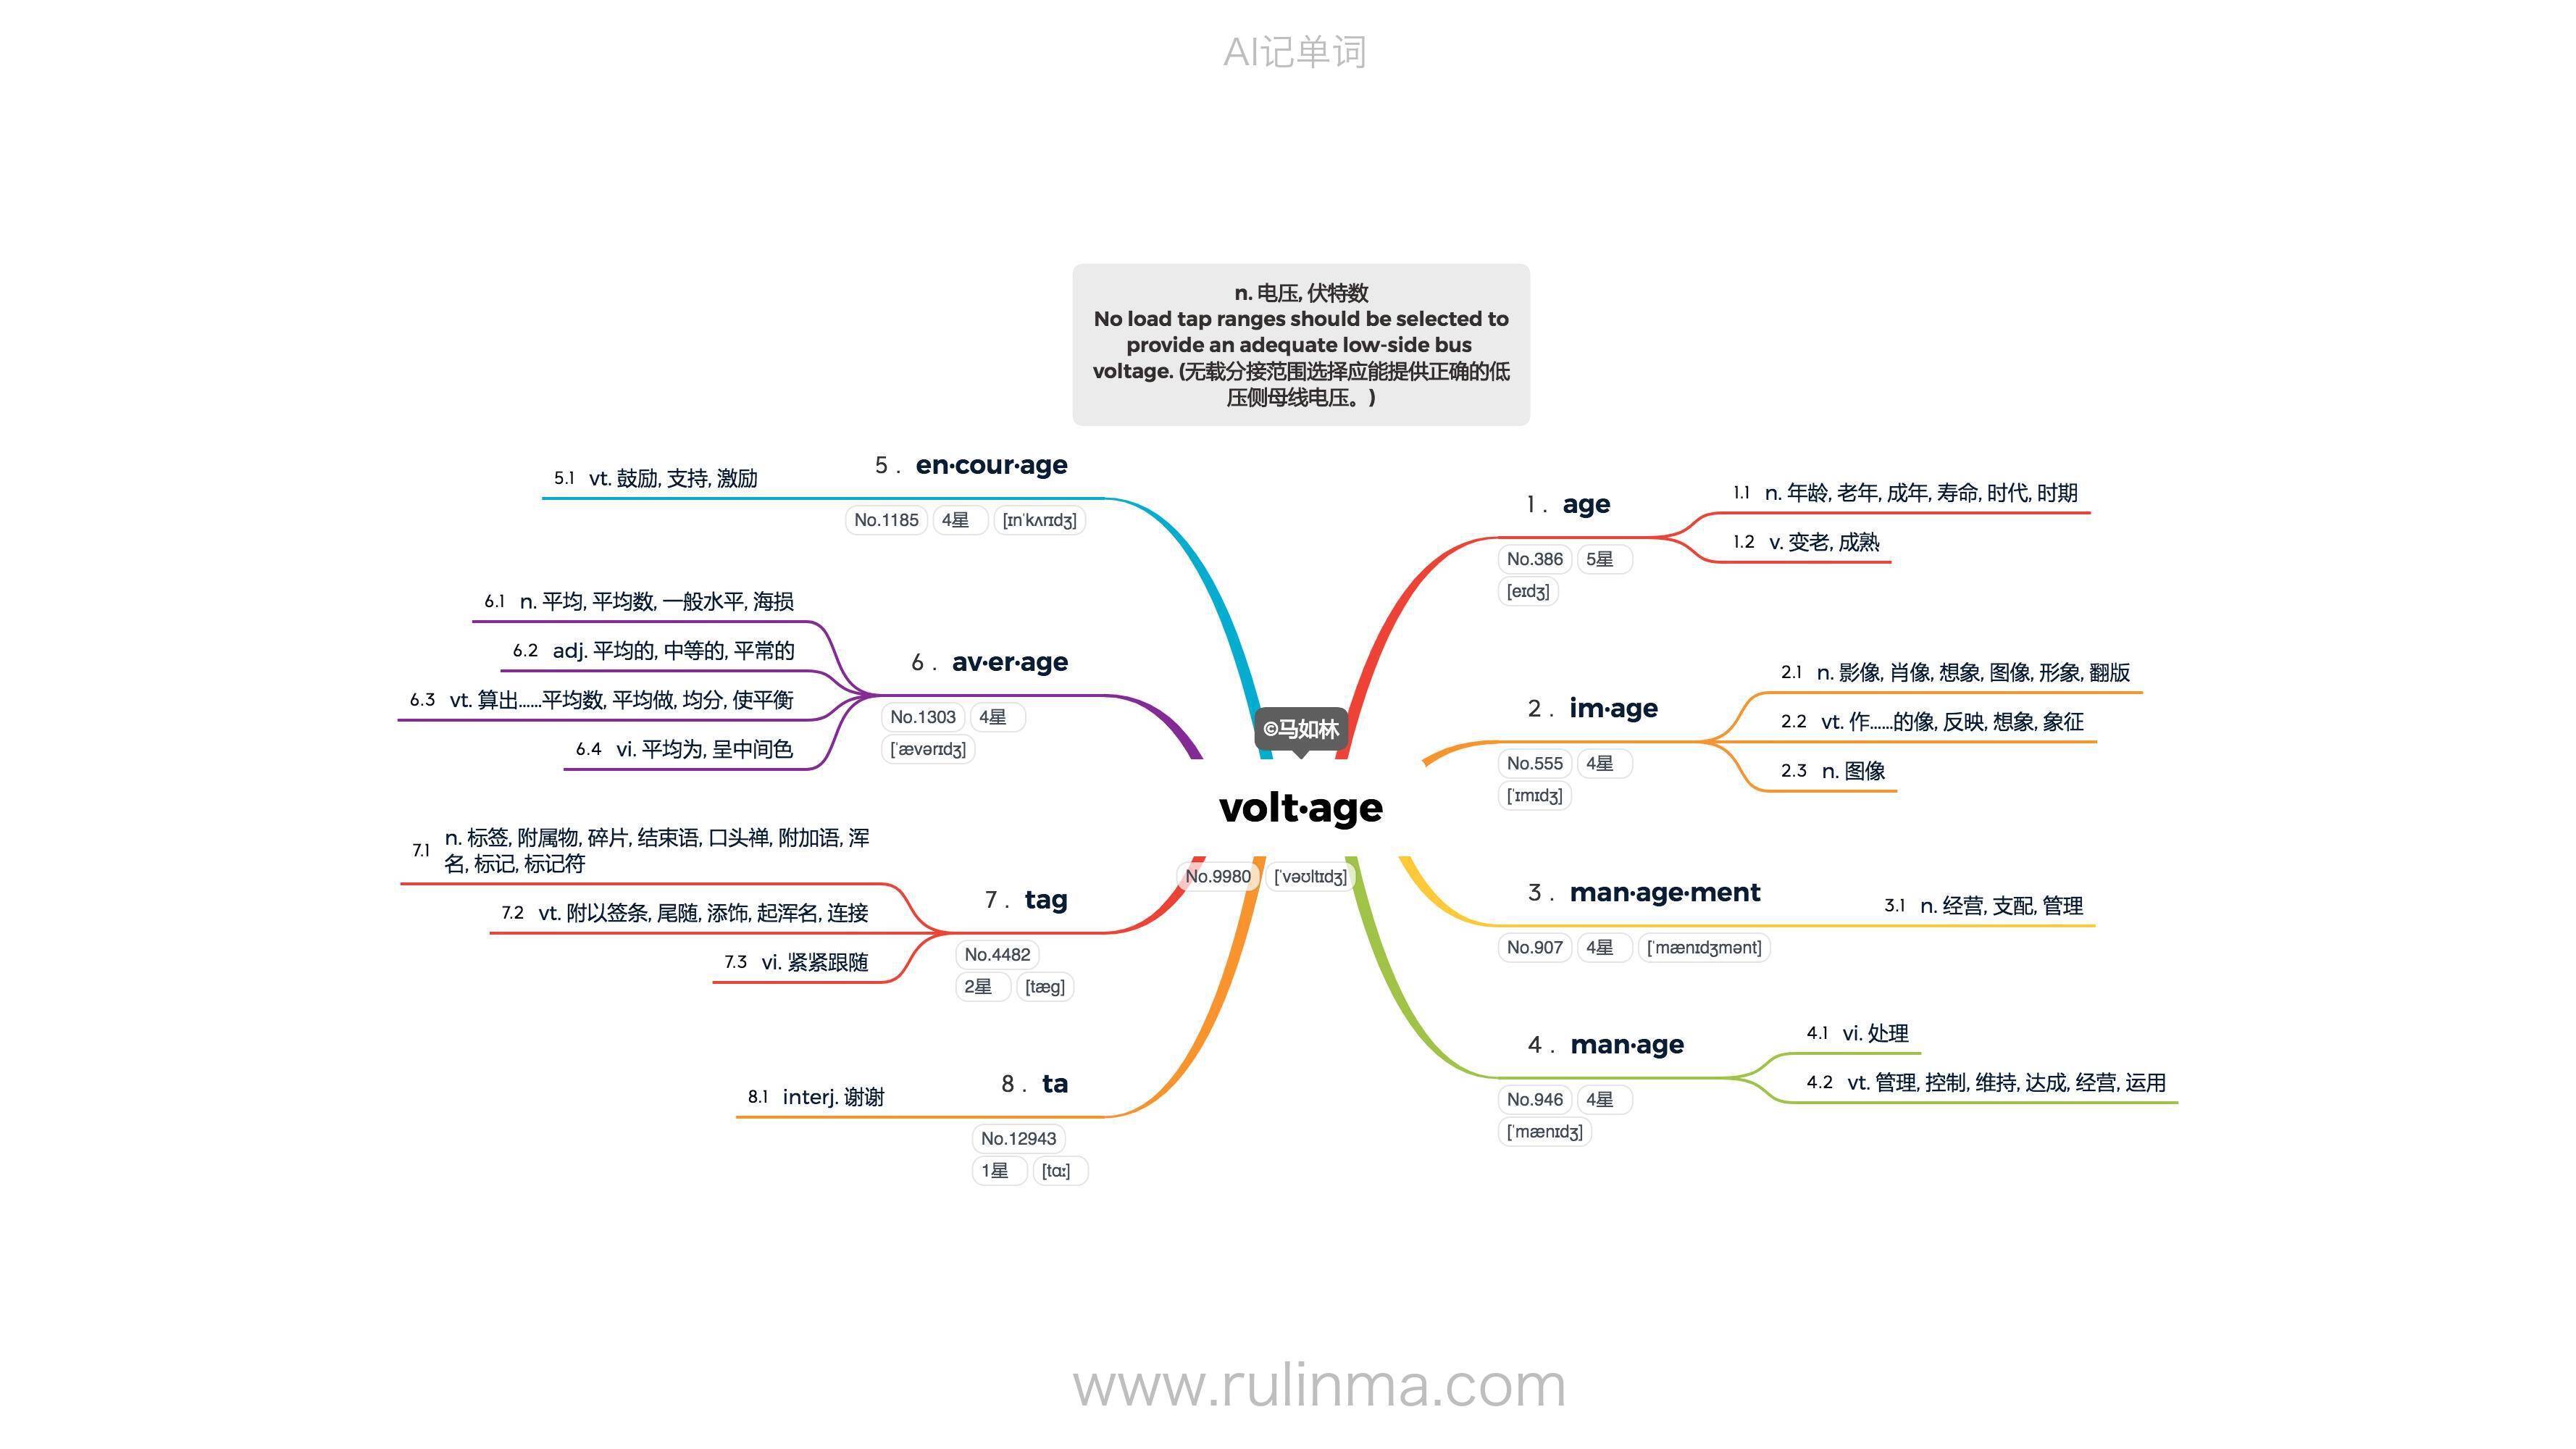 AI记单词
n. 电压, 伏特数
No load tap ranges should be selected to
provide an adequate low-side bus
voltage. (无载分接范围选择应能提供正确的低
压侧母线电压。)
©马如林
volt·age
No.9980 [ˈvəʊltɪdʒ]
1 . age
No.386 5星
[eɪdʒ]
1.1 n. 年龄, 老年, 成年, 寿命, 时代, 时期
1.2 v. 变老, 成熟
2 . im·age
No.555 4星
[ˈɪmɪdʒ]
2.1 n. 影像, 肖像, 想象, 图像, 形象, 翻版
2.2 vt. 作……的像, 反映, 想象, 象征
2.3 n. 图像
3 . man·age·ment
No.907 4星 [ˈmænɪdʒmənt]
3.1 n. 经营, 支配, 管理
4 . man·age
No.946 4星
[ˈmænɪdʒ]
4.1 vi. 处理
4.2 vt. 管理, 控制, 维持, 达成, 经营, 运用
5 . en·cour·age
No.1185 4星 [ɪnˈkʌrɪdʒ]
5.1 vt. 鼓励, 支持, 激励
6 . av·er·age
No.1303 4星
[ˈævərɪdʒ]
6.1 n. 平均, 平均数, 一般水平, 海损
6.2 adj. 平均的, 中等的, 平常的
6.3 vt. 算出……平均数, 平均做, 均分, 使平衡
6.4 vi. 平均为, 呈中间色
7 . tag
No.4482
2星 [tæg]
7.1 n. 标签, 附属物, 碎片, 结束语, 口头禅, 附加语, 浑
名, 标记, 标记符
7.2 vt. 附以签条, 尾随, 添饰, 起浑名, 连接
7.3 vi. 紧紧跟随
8 . ta
No.12943
1星 [tɑː]
8.1 interj. 谢谢
www.rulinma.com